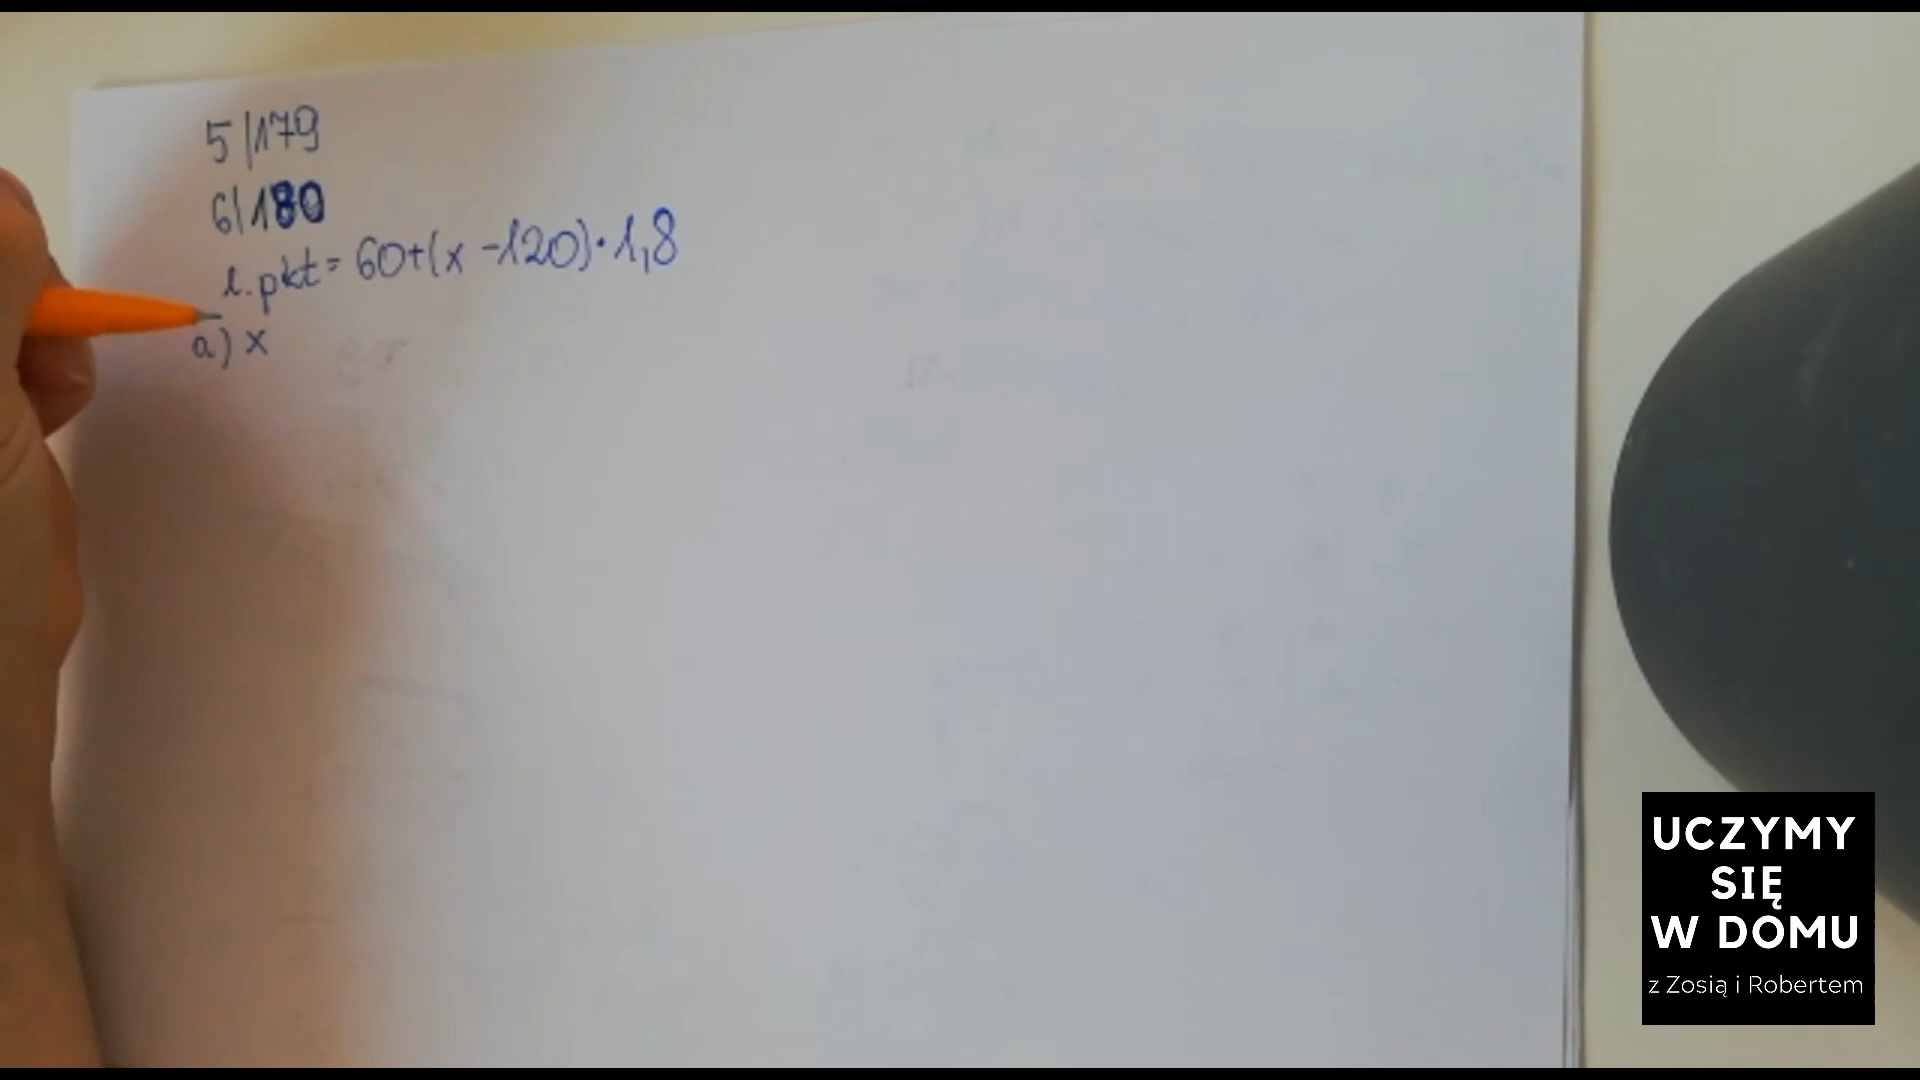 5/179
6/180
l.pkt = 60+(x-120)·1,8
a) x
UCZYMY
SIĘ
W DOMU
z Zosią i Robertem